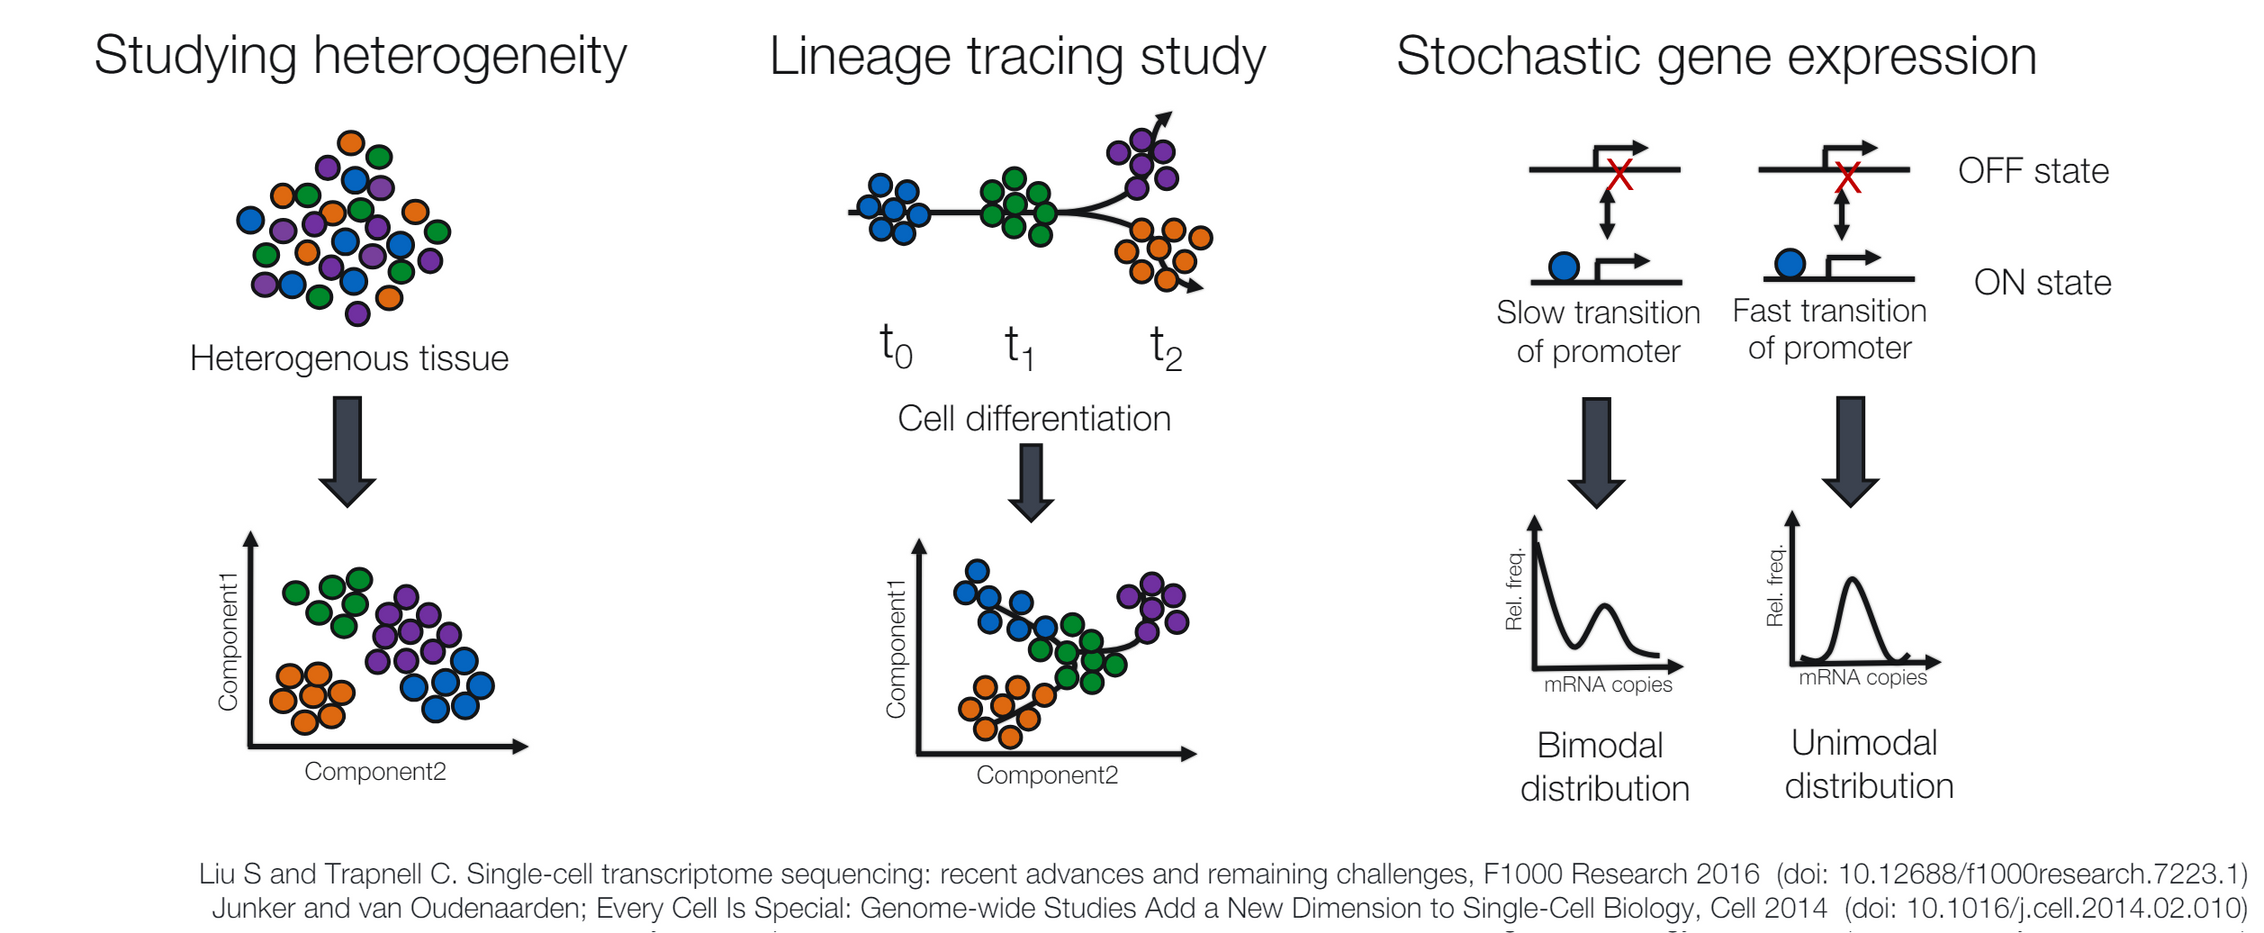 Studying heterogeneity
Heterogenous tissue
Component1
Component2
Lineage tracing study
t0
t1
t2
Cell differentiation
Component1
Component2
Stochastic gene expression
OFF state
ON state
Slow transition
of promoter
Fast transition
of promoter
Rel. freq.
mRNA copies
Rel. freq.
mRNA copies
Bimodal
distribution
Unimodal
distribution
Liu S and Trapnell C. Single-cell transcriptome sequencing: recent advances and remaining challenges, F1000 Research 2016 (doi: 10.12688/f1000research.7223.1)
Junker and van Oudenaarden; Every Cell Is Special: Genome-wide Studies Add a New Dimension to Single-Cell Biology, Cell 2014 (doi: 10.1016/j.cell.2014.02.010)